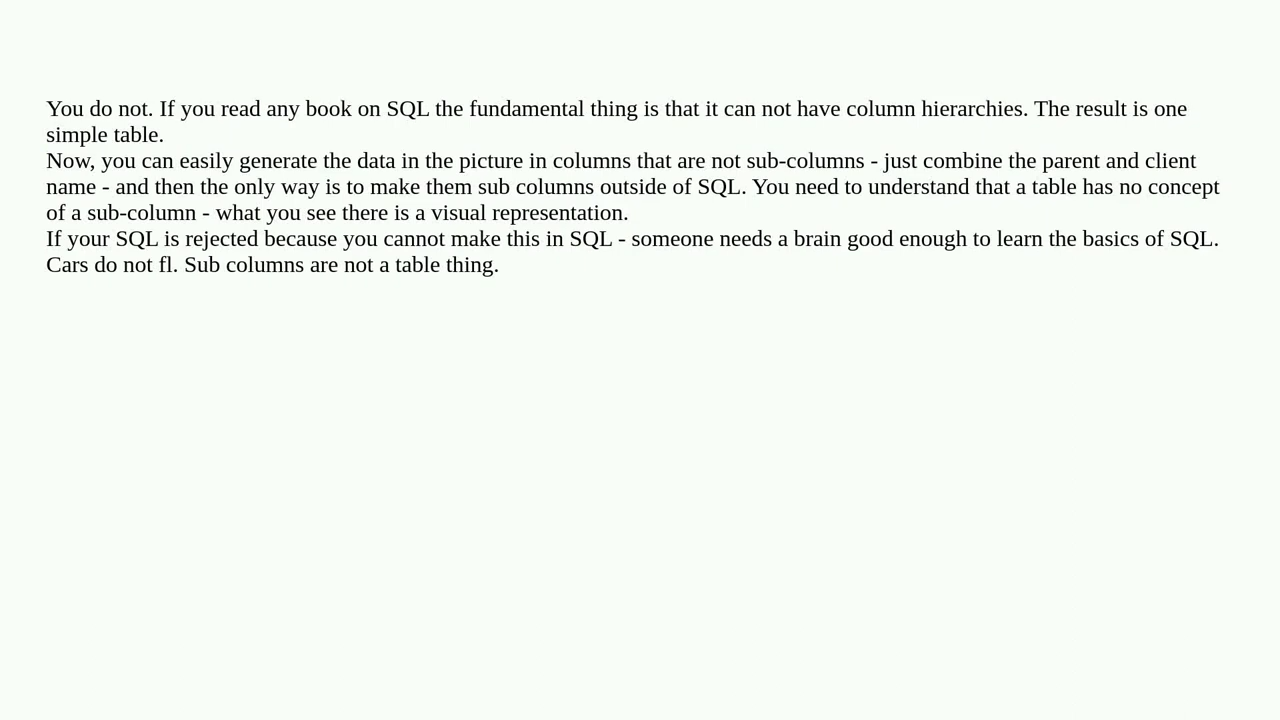 You do not. If you read any book on SQL the fundamental thing is that it can not have column hierarchies. The result is one
simple table.
Now, you can easily generate the data in the picture in columns that are not sub-columns - just combine the parent and client
name - and then the only way is to make them sub columns outside of SQL. You need to understand that a table has no concept
of a sub-column - what you see there is a visual representation.
If your SQL is rejected because you cannot make this in SQL - someone needs a brain good enough to learn the basics of SQL.
Cars do not fl. Sub columns are not a table thing.